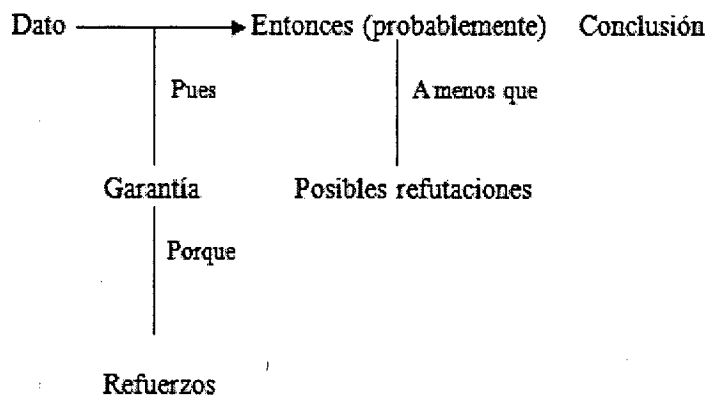 Dato Entonces (probablemente) Conclusión
Pues A menos que
Garantía Posibles refutaciones
Porque
Refuerzos